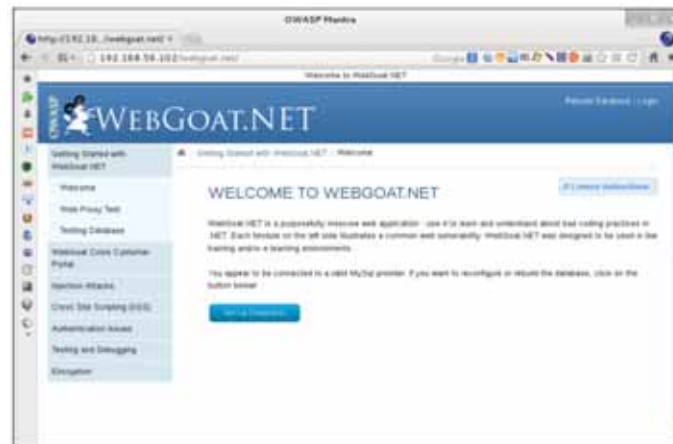 OWASP Mantra
192.168.56.102/webgoat.net/
Google
Welcome to WebGoat.NET
OWASP
WEBGOAT.NET
Rebuild Database | Login
Getting Started with WebGoat.NET
Welcome
Web Proxy Test
Testing Database
WebGoat Coins Customer Portal
Injection Attacks
Cross Site Scripting (XSS)
Authentication Issues
Testing and Debugging
Encryption
Getting Started with WebGoat.NET
Welcome
WELCOME TO WEBGOAT.NET
WebGoat.NET is a purposefully insecure web application - use it to learn and understand about bad coding practices in
.NET. Each Module on the left side illustrates a common web vulnerability. WebGoat.NET was designed to be used in live
training and/or e-learning environments.
You appear to be connected to a valid MySql provider. If you want to reconfigure or rebuild the database, click on the
button below!